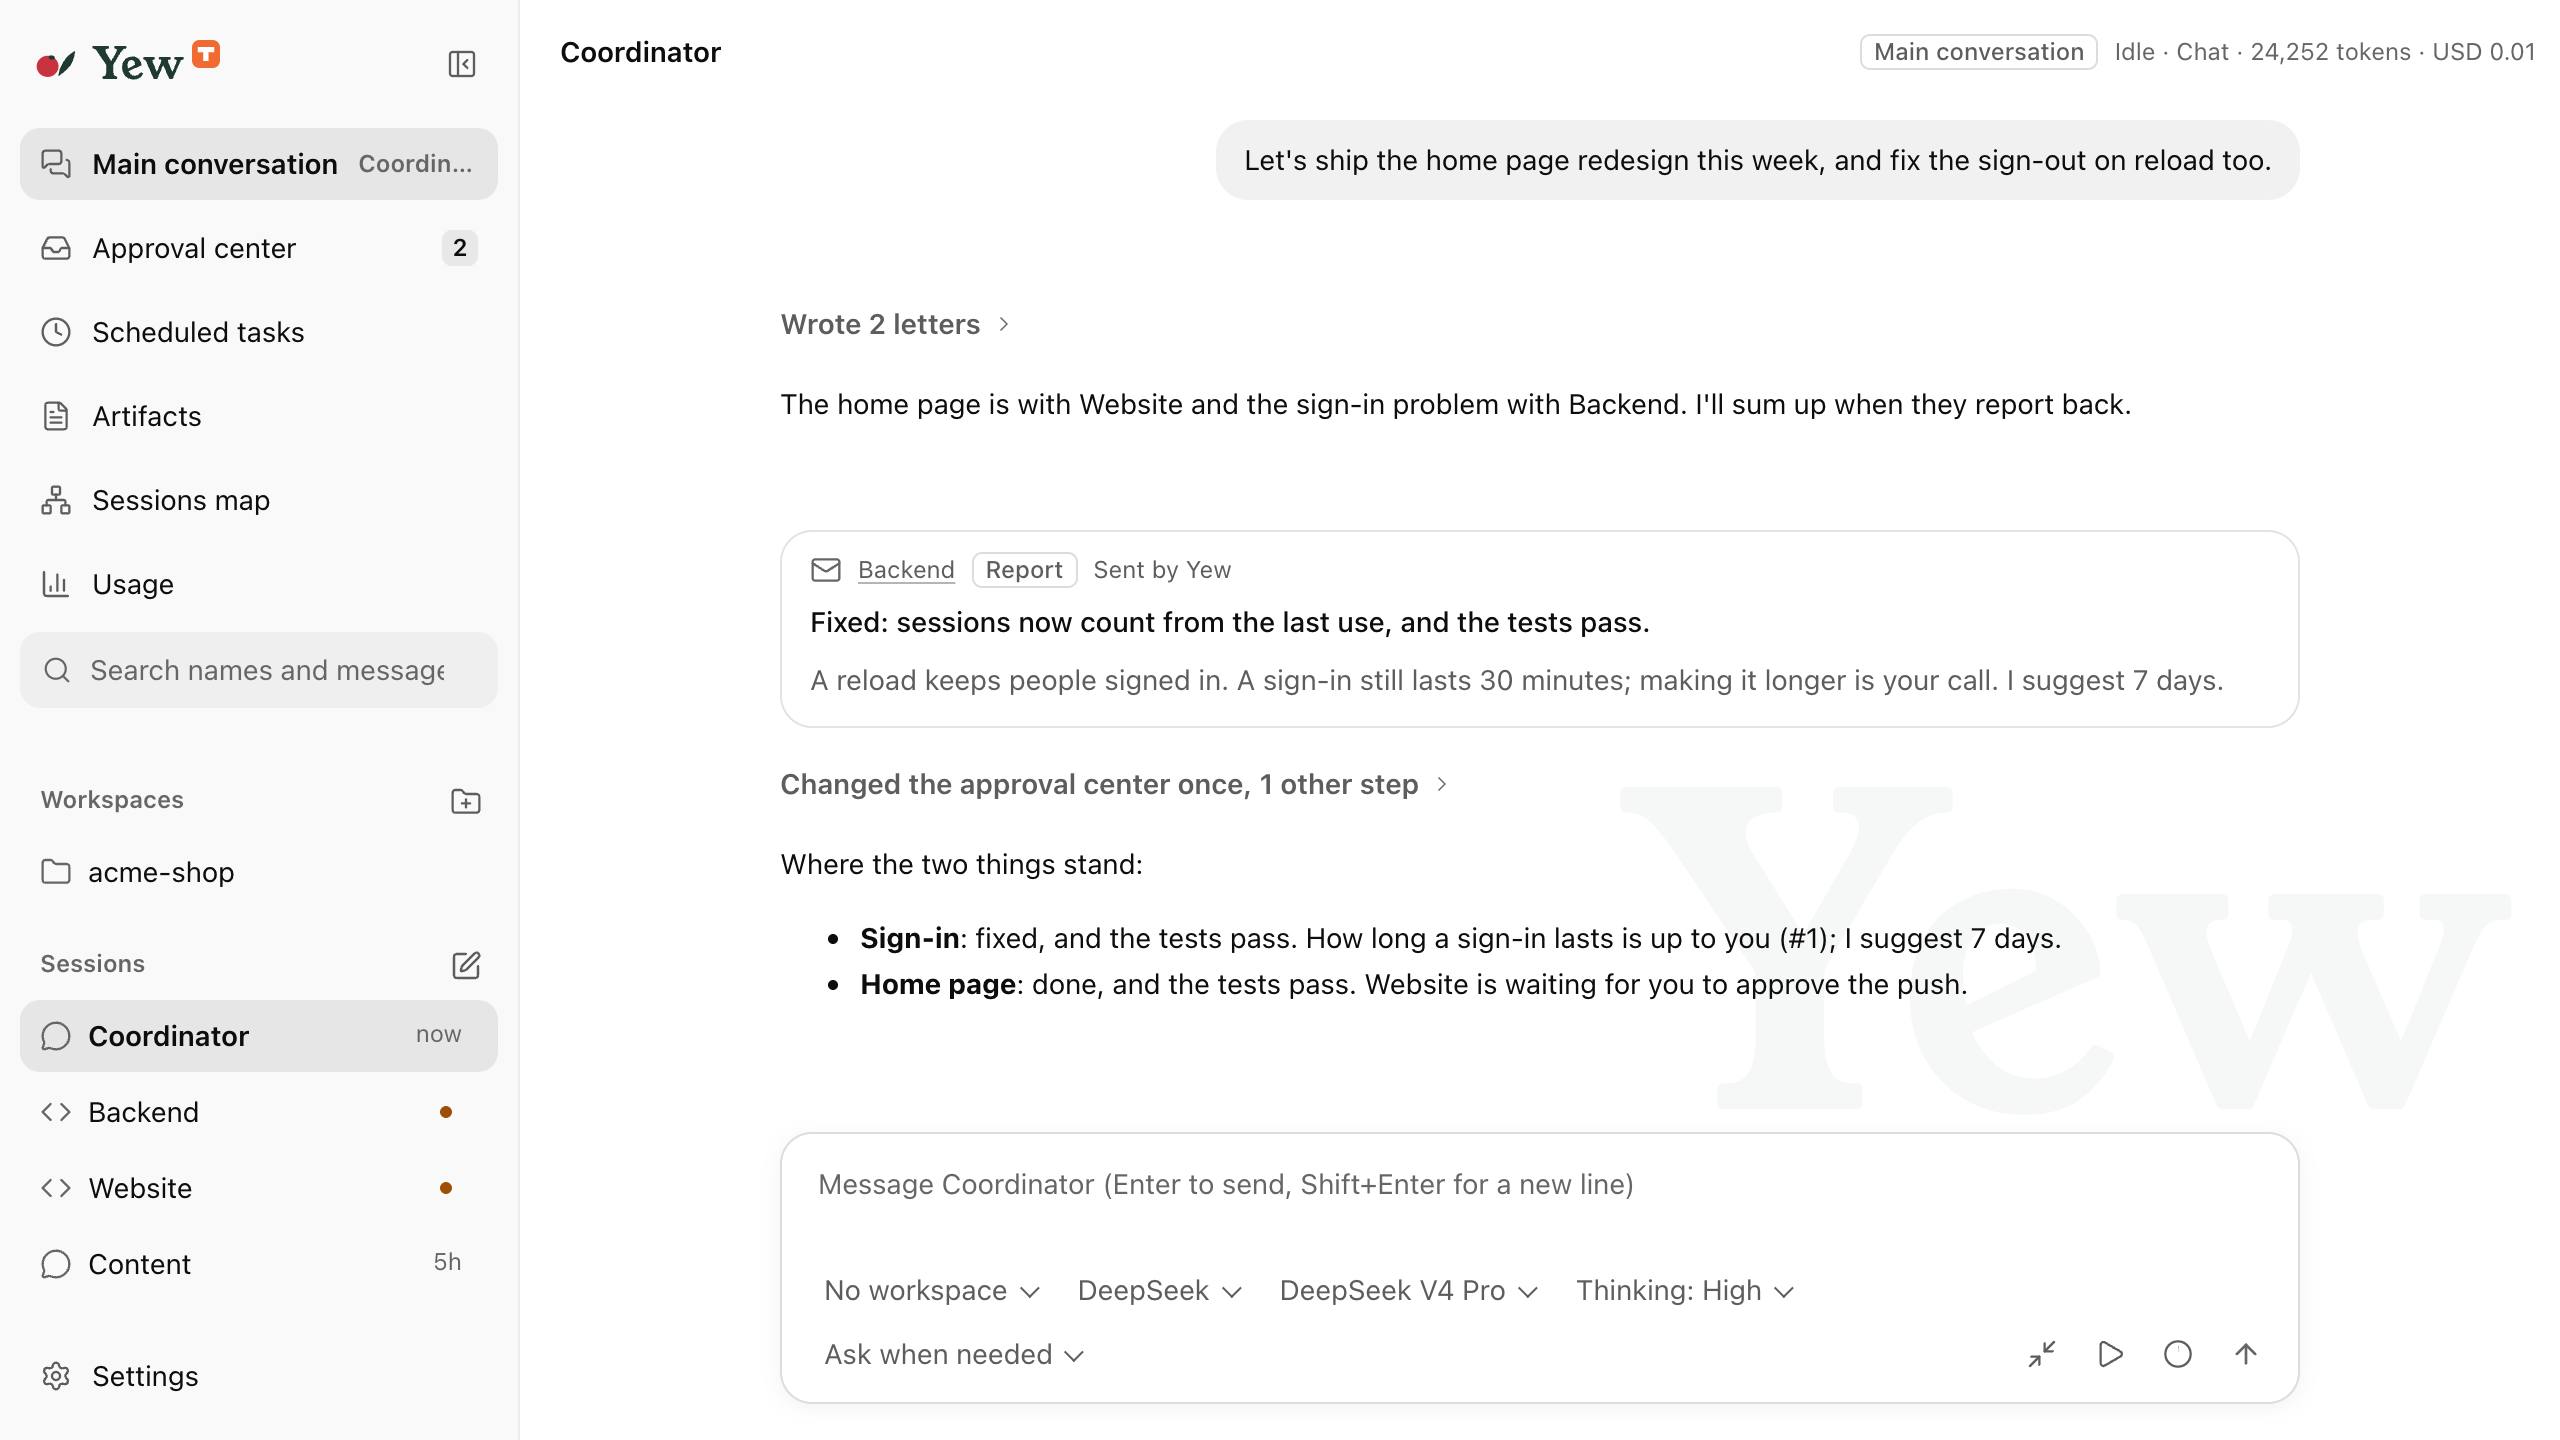 Yew T
Main conversation Coordin...
Approval center 2
Scheduled tasks
Artifacts
Sessions map
Usage
Search names and message
Workspaces
acme-shop
Sessions
Coordinator now
Backend
Website
Content 5h
Settings
Coordinator
Main conversation Idle · Chat · 24,252 tokens · USD 0.01
Let's ship the home page redesign this week, and fix the sign-out on reload too.
Wrote 2 letters
The home page is with Website and the sign-in problem with Backend. I'll sum up when they report back.
Backend Report Sent by Yew
Fixed: sessions now count from the last use, and the tests pass.
A reload keeps people signed in. A sign-in still lasts 30 minutes; making it longer is your call. I suggest 7 days.
Changed the approval center once, 1 other step
Where the two things stand:
• Sign-in: fixed, and the tests pass. How long a sign-in lasts is up to you (#1); I suggest 7 days.
• Home page: done, and the tests pass. Website is waiting for you to approve the push.
Yew
Message Coordinator (Enter to send, Shift+Enter for a new line)
No workspace DeepSeek DeepSeek V4 Pro Thinking: High
Ask when needed